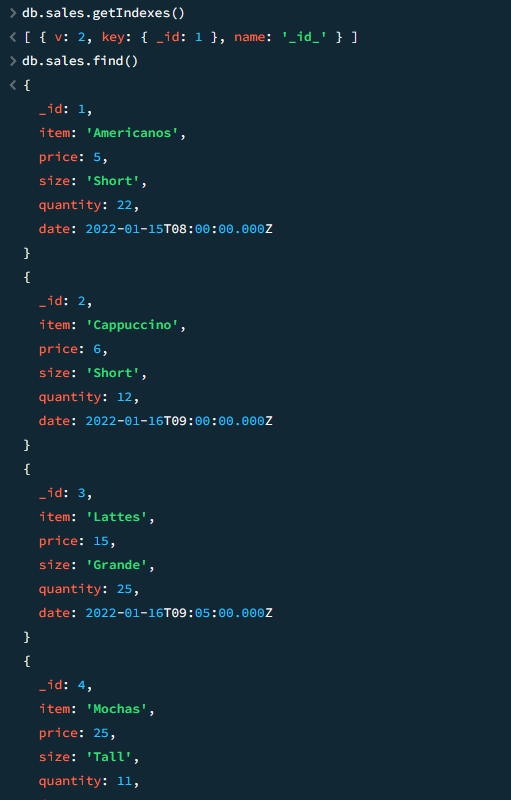 > db.sales.getIndexes()
< [ { v: 2, key: { _id: 1 }, name: '_id_' } ]
> db.sales.find()
< {
_id: 1,
item: 'Americanos',
price: 5,
size: 'Short',
quantity: 22,
date: 2022-01-15T08:00:00.000Z
}
{
_id: 2,
item: 'Cappuccino',
price: 6,
size: 'Short',
quantity: 12,
date: 2022-01-16T09:00:00.000Z
}
{
_id: 3,
item: 'Lattes',
price: 15,
size: 'Grande',
quantity: 25,
date: 2022-01-16T09:05:00.000Z
}
{
_id: 4,
item: 'Mochas',
price: 25,
size: 'Tall',
quantity: 11,